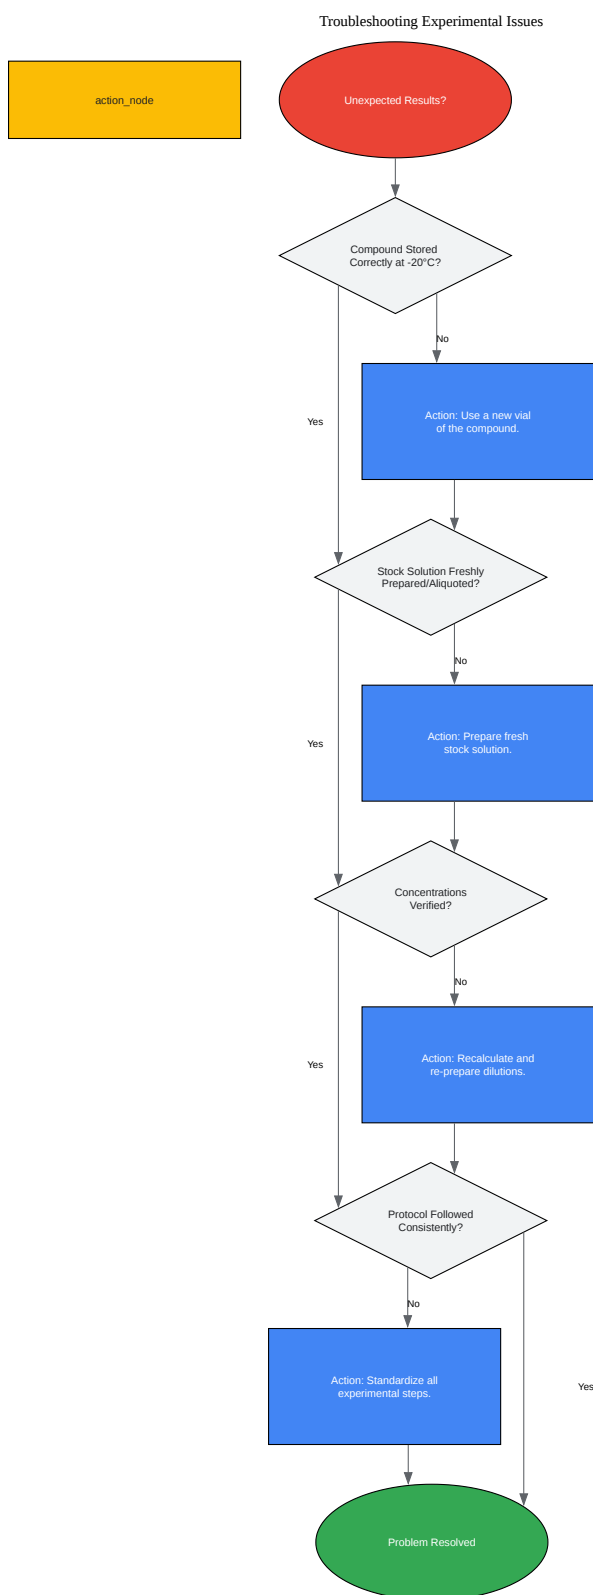 Troubleshooting Experimental Issues
action_node
Unexpected Results?
Compound Stored
Correctly at -20°C?
No
Action: Use a new vial
of the compound.
Yes
Stock Solution Freshly
Prepared/Aliquoted?
No
Action: Prepare fresh
stock solution.
Yes
Concentrations
Verified?
No
Action: Recalculate and
re-prepare dilutions.
Yes
Protocol Followed
Consistently?
No
Action: Standardize all
experimental steps.
Yes
Problem Resolved